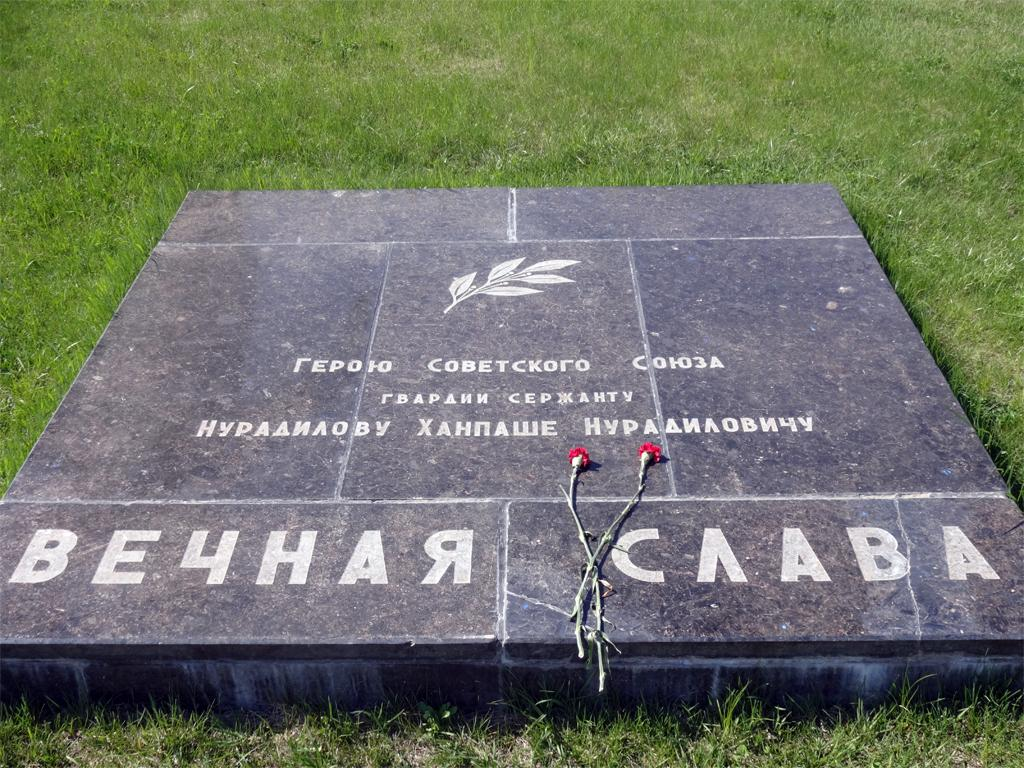 Герою Советского Союза
гвардии сержанту
Нурадилову Ханпаше Нурадиловичу
ВЕЧНАЯ СЛАВА